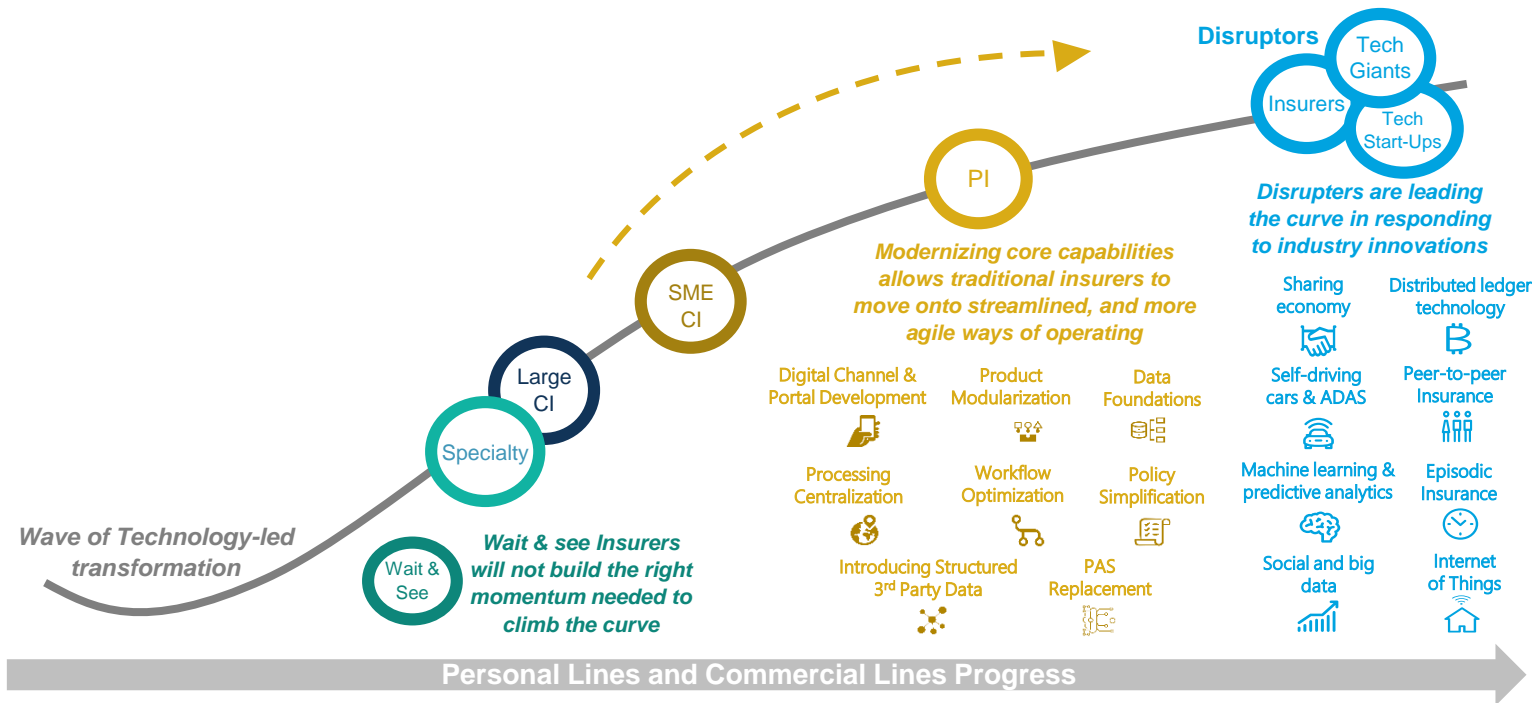 Disruptors
Tech
Giants
Insurers
Tech
Start-Ups
PI
Disrupters are leading
the curve in responding
to industry innovations
SME
CI
Modernizing core capabilities
allows traditional insurers to
move onto streamlined, and more
agile ways of operating
Sharing
economy
Distributed ledger
technology
Large
CI
Digital Channel &
Portal Development
Product
Modularization
Data
Foundations
Self-driving
cars & ADAS
Peer-to-peer
Insurance
Specialty
Processing
Centralization
Workflow
Optimization
Policy
Simplification
Machine learning &
predictive analytics
Episodic
Insurance
Wave of Technology-led
transformation
Wait &
See
Wait & see Insurers
will not build the right
momentum needed to
climb the curve
Introducing Structured
3rd Party Data
PAS
Replacement
Social and big
data
Internet
of Things
Personal Lines and Commercial Lines Progress